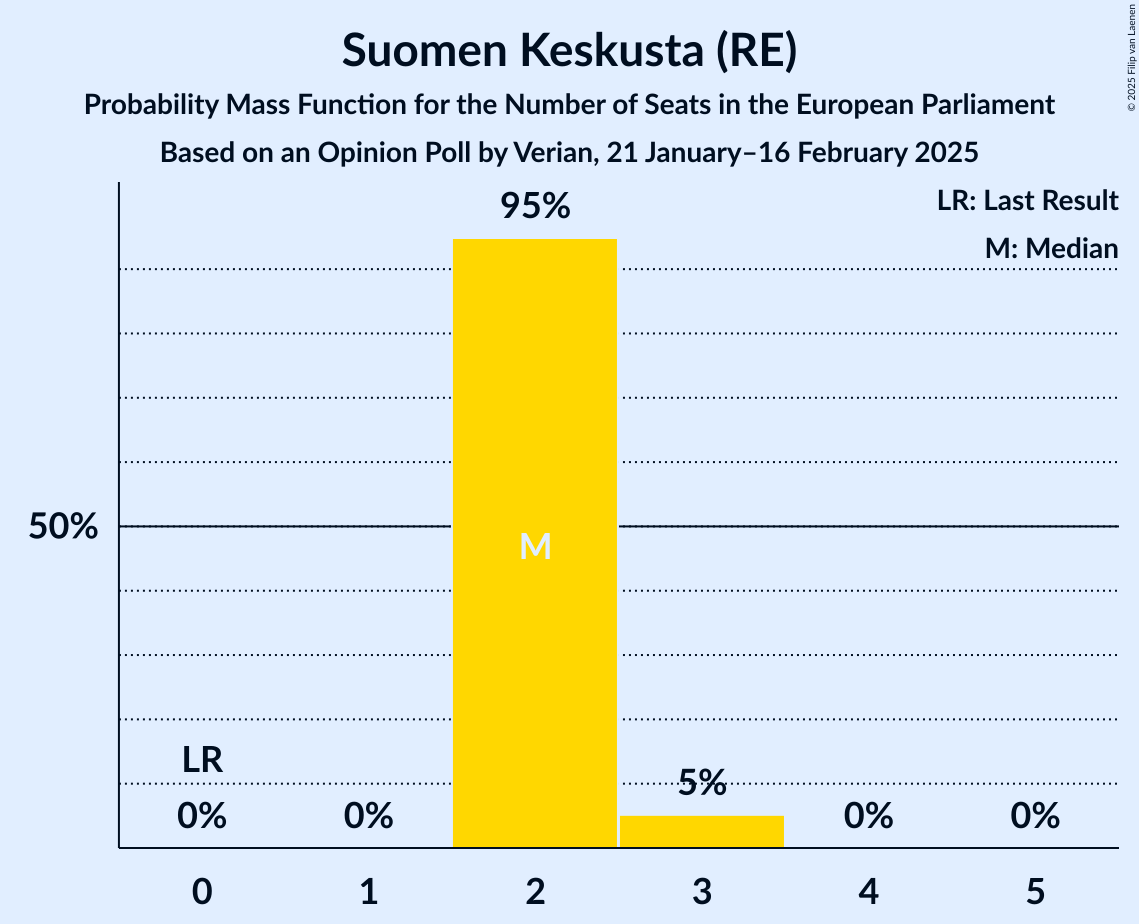 Suomen Keskusta (RE)
Probability Mass Function for the Number of Seats in the European Parliament
Based on an Opinion Poll by Verian, 21 January–16 February 2025
© 2025 Filip van Laenen
LR: Last Result
M: Median
95%
50%
M
LR
5%
0%
0%
0%
0%
0
1
2
3
4
5